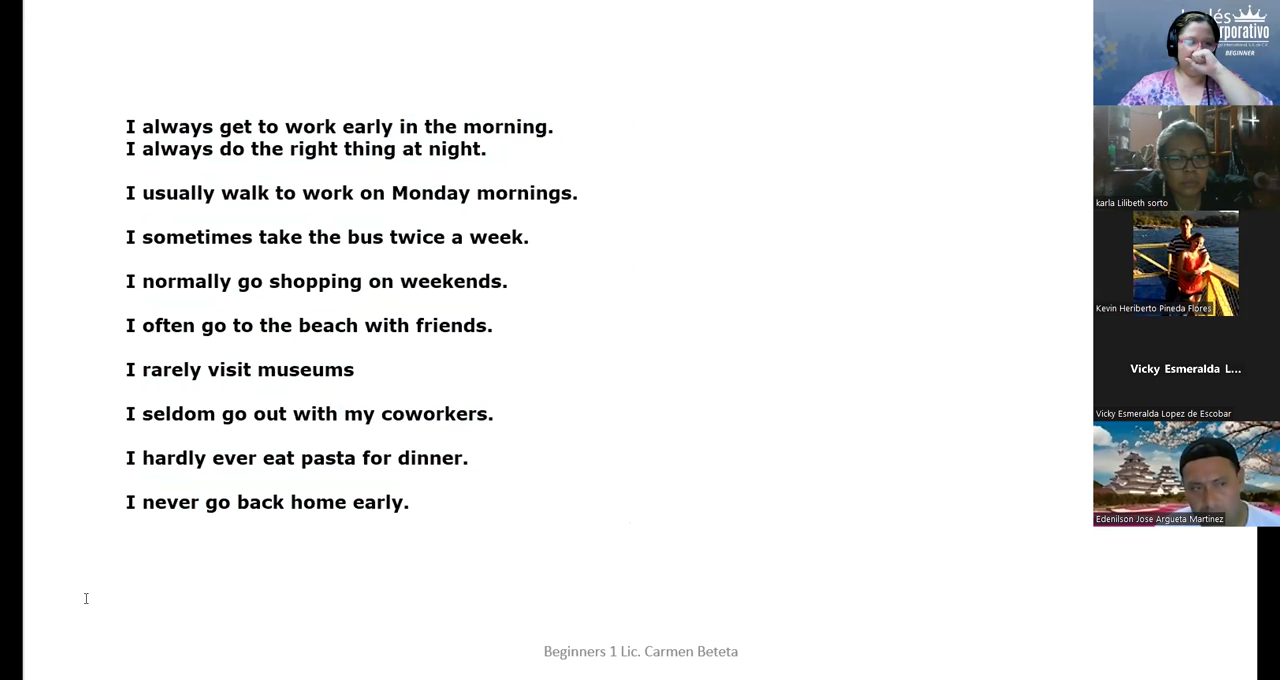 I always get to work early in the morning.
I always do the right thing at night.
I usually walk to work on Monday mornings.
I sometimes take the bus twice a week.
I normally go shopping on weekends.
I often go to the beach with friends.
I rarely visit museums
I seldom go out with my coworkers.
I hardly ever eat pasta for dinner.
I never go back home early.
Beginners 1 Lic. Carmen Beteta
BEGINNER
karla Lilibeth sorto
Kevin Heriberto Pineda Flores
Vicky Esmeralda L...
Vicky Esmeralda Lopez de Escobar
Edenilson Jose Argueta Martinez